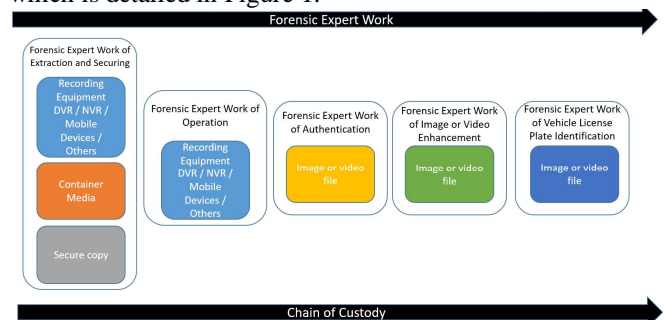 which is detailed in Figure 1.
Forensic Expert Work
Forensic Expert Work of
Extraction and Securing
Recording
Equipment
DVR / NVR /
Mobile
Devices /
Others
Container
Media
Secure copy
Forensic Expert Work of
Operation
Recording
Equipment
DVR / NVR /
Mobile
Devices /
Others
Forensic Expert Work
of Authentication
Image or video
file
Forensic Expert Work
of Image or Video
Enhancement
Image or video
file
Forensic Expert Work
of Vehicle License
Plate Identification
Image or video
file
Chain of Custody